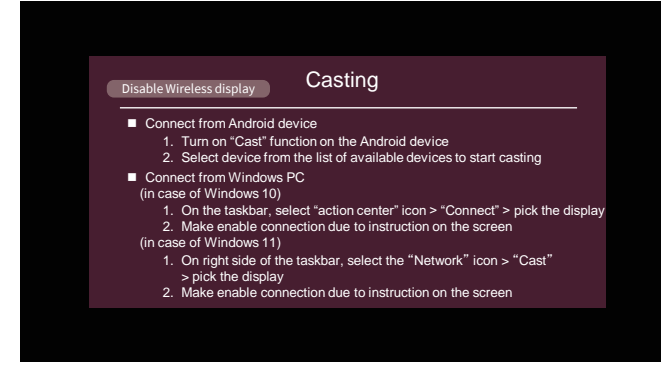 Casting
Disable Wireless display
■ Connect from Android device
1. Turn on “Cast” function on the Android device
2. Select device from the list of available devices to start casting
■ Connect from Windows PC
(in case of Windows 10)
1. On the taskbar, select “action center” icon > “Connect” > pick the display
2. Make enable connection due to instruction on the screen
(in case of Windows 11)
1. On right side of the taskbar, select the “Network” icon > “Cast”
> pick the display
2. Make enable connection due to instruction on the screen